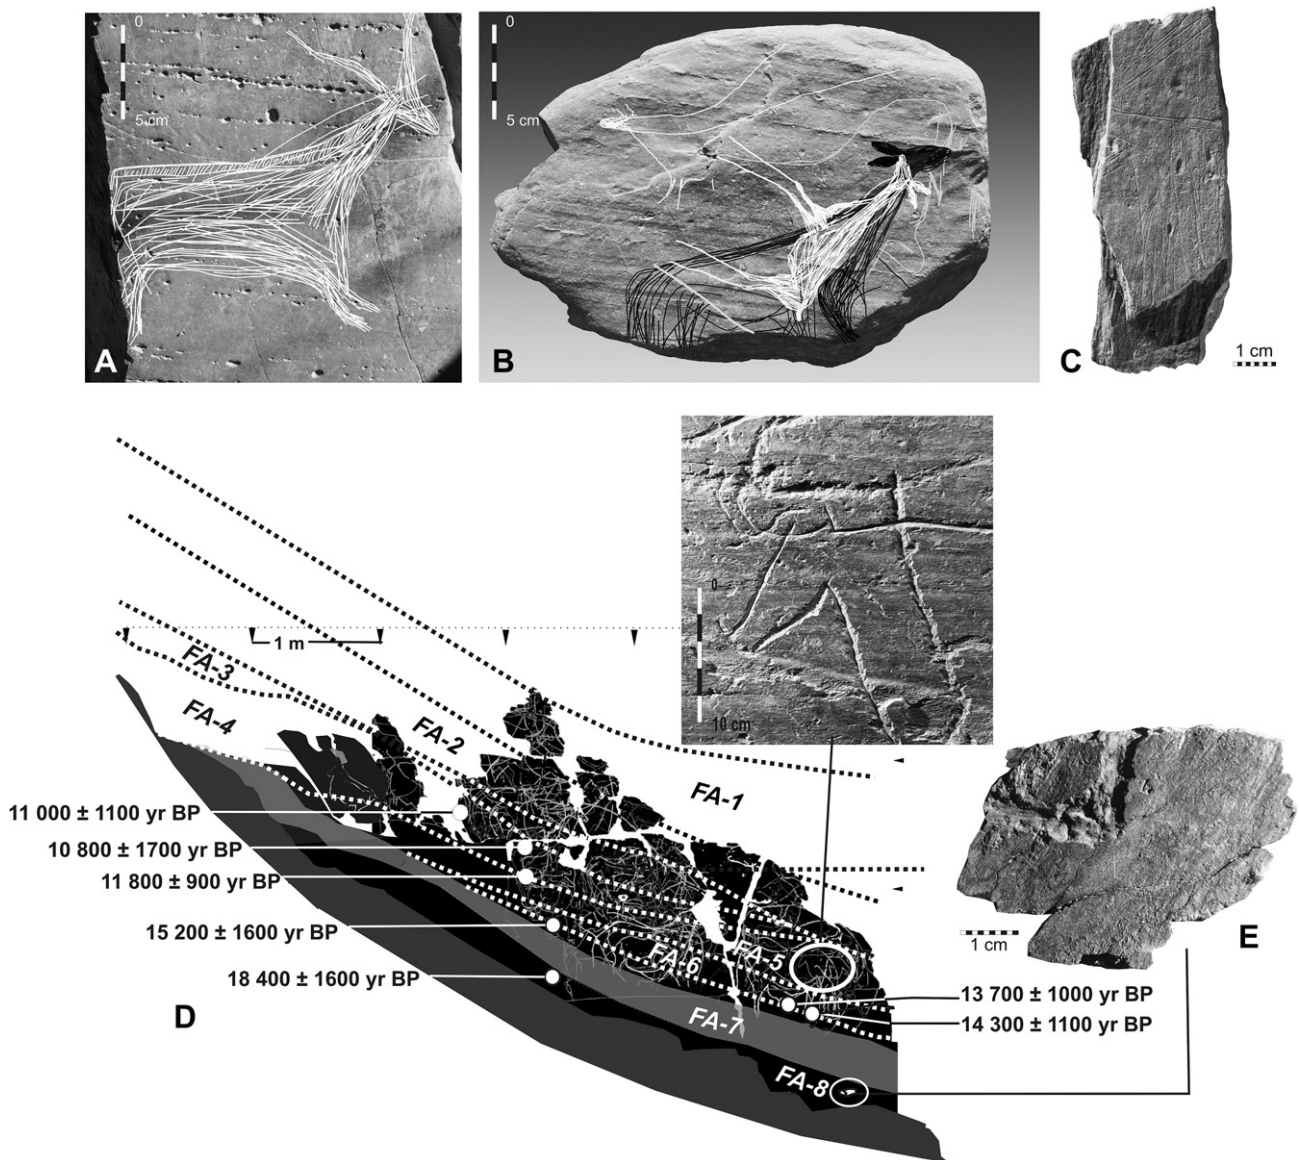 0
5 cm
A
0
5 cm
B
C
1 cm
0
10 cm
1 m
FA-3
FA-4
FA-2
FA-1
11 000 ± 1100 yr BP
10 800 ± 1700 yr BP
11 800 ± 900 yr BP
15 200 ± 1600 yr BP
18 400 ± 1600 yr BP
FA-6
FA-5
FA-7
FA-8
13 700 ± 1000 yr BP
14 300 ± 1100 yr BP
D
1 cm
E